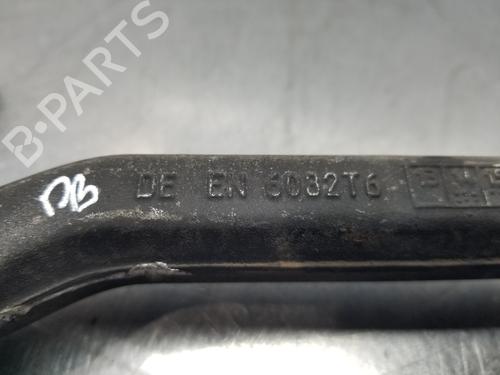 B-PARTS
DB
DE EN 6082T6